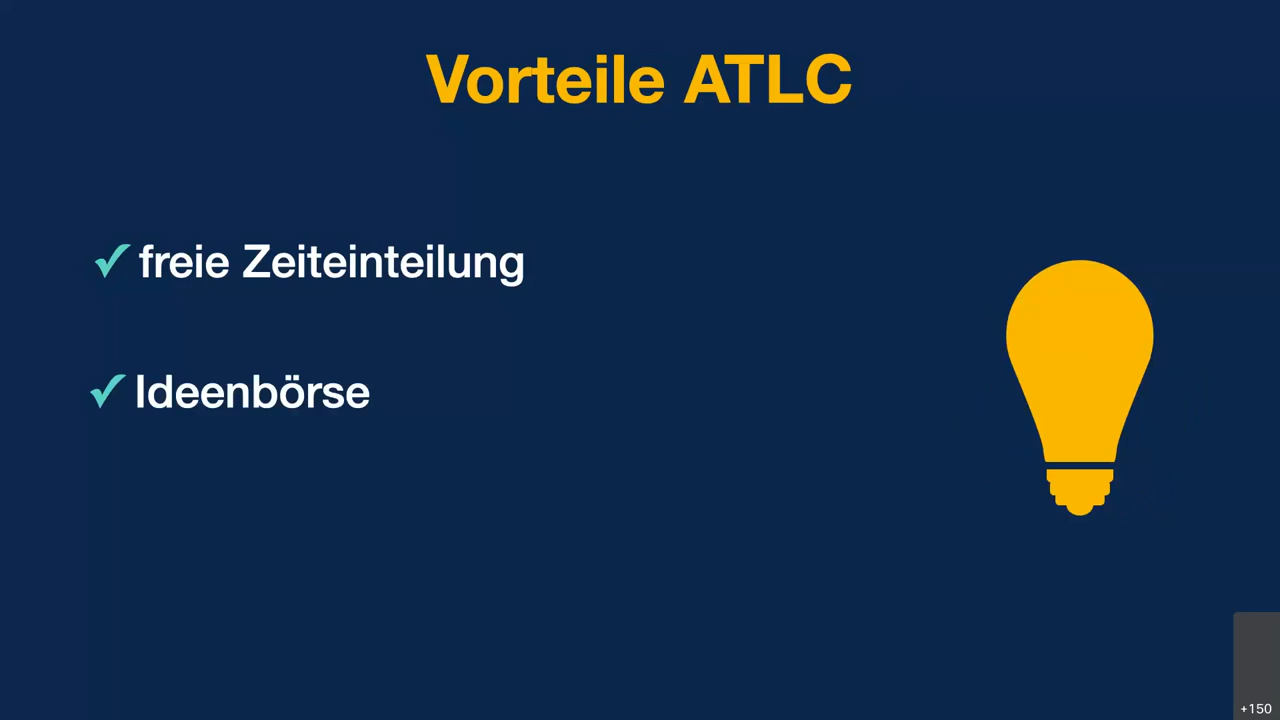 Vorteile ATLC
✓ freie Zeiteinteilung
✓ Ideenbörse
+150